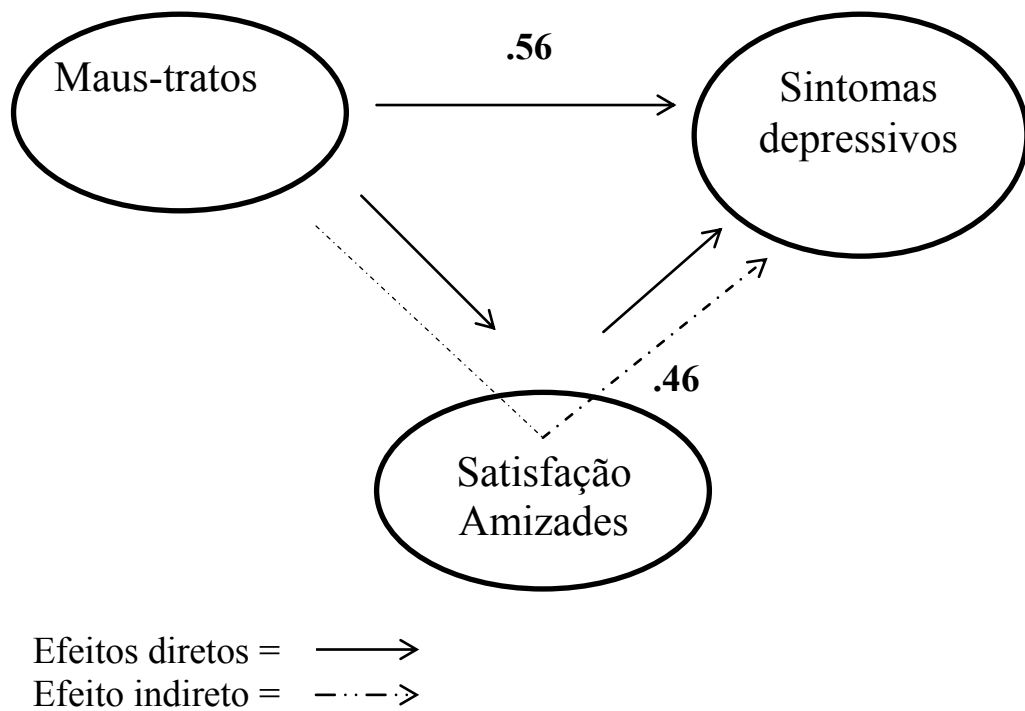 .56
Maus-tratos
Sintomas
depressivos
.46
Satisfação
Amizades
Efeitos diretos =
Efeito indireto =